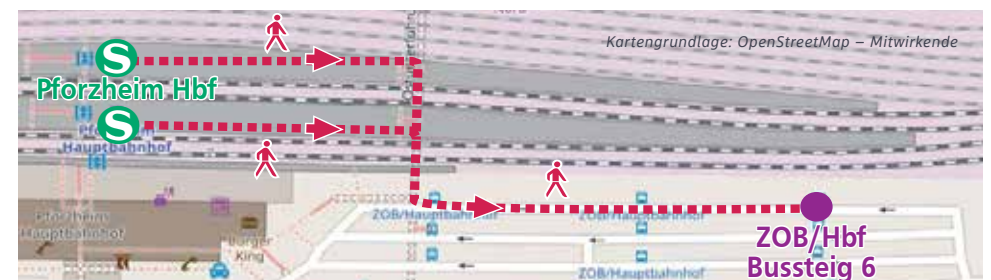 Kartengrundlage: OpenStreetMap – Mitwirkende
S
Pforzheim Hbf
S
Hauptbahnhof
Pforzheim
Hauptbahnhof
Burger
King
ZOB/Hauptbahnhof
ZOB/Hauptbahnhof
ZOB/Hauptbahnhof
ZOB/Hbf
Bussteig 6